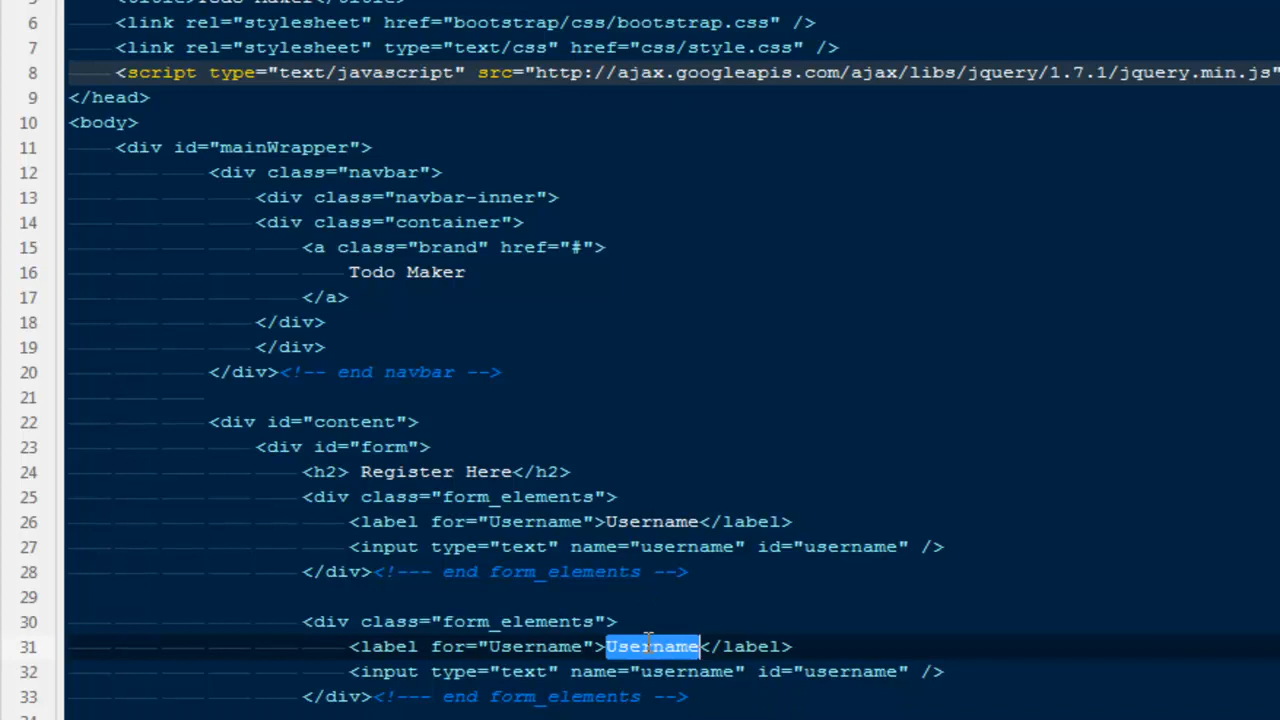 5 <title>Todo Maker</title>
6 <link rel="stylesheet" href="bootstrap/css/bootstrap.css" />
7 <link rel="stylesheet" type="text/css" href="css/style.css" />
8 <script type="text/javascript" src="http://ajax.googleapis.com/ajax/libs/jquery/1.7.1/jquery.min.js"
9 </head>
10 <body>
11 <div id="mainWrapper">
12 <div class="navbar">
13 <div class="navbar-inner">
14 <div class="container">
15 <a class="brand" href="#">
16 Todo Maker
17 </a>
18 </div>
19 </div>
20 </div><!-- end navbar -->
21
22 <div id="content">
23 <div id="form">
24 <h2> Register Here</h2>
25 <div class="form_elements">
26 <label for="Username">Username</label>
27 <input type="text" name="username" id="username" />
28 </div><!--- end form_elements -->
29
30 <div class="form_elements">
31 <label for="Username">Username</label>
32 <input type="text" name="username" id="username" />
33 </div><!--- end form_elements -->